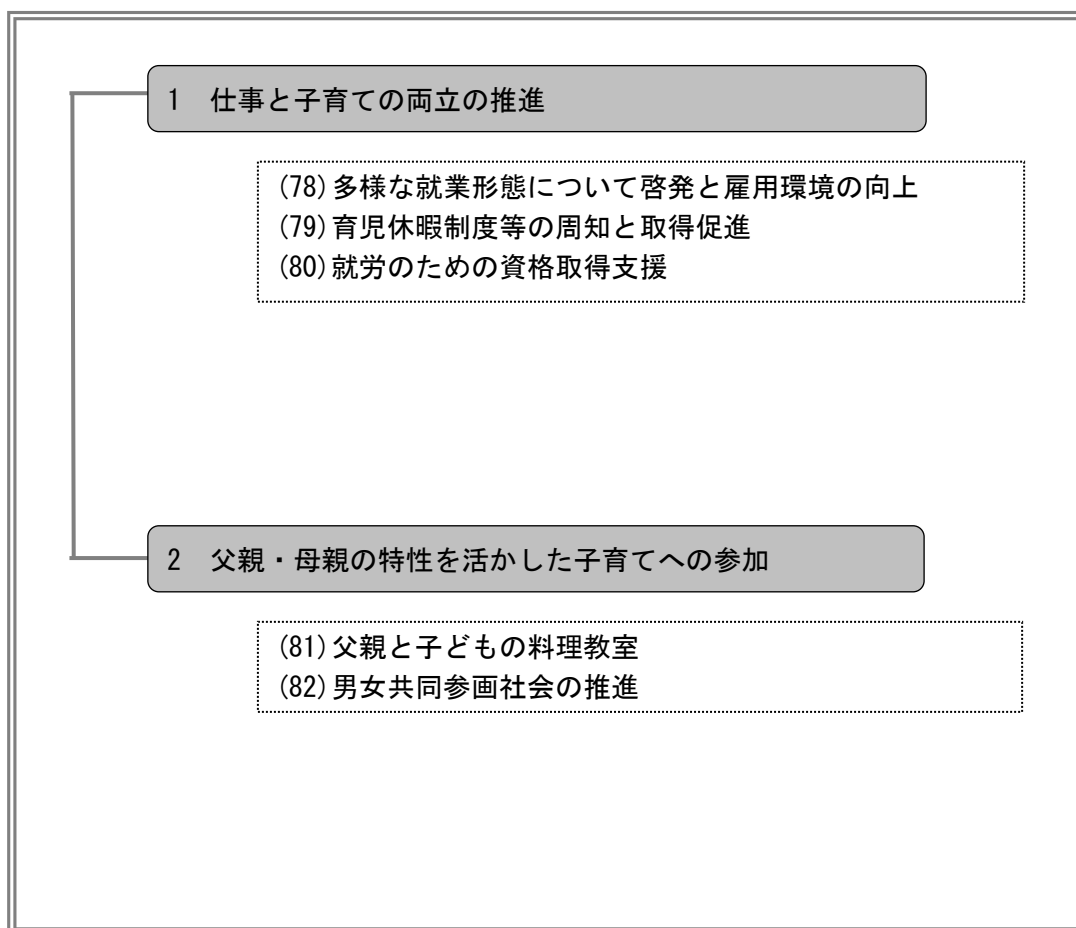 1　仕事と子育ての両立の推進
(78)多様な就業形態について啓発と雇用環境の向上
(79)育児休暇制度等の周知と取得促進
(80)就労のための資格取得支援
2　父親・母親の特性を活かした子育てへの参加
(81)父親と子どもの料理教室
(82)男女共同参画社会の推進